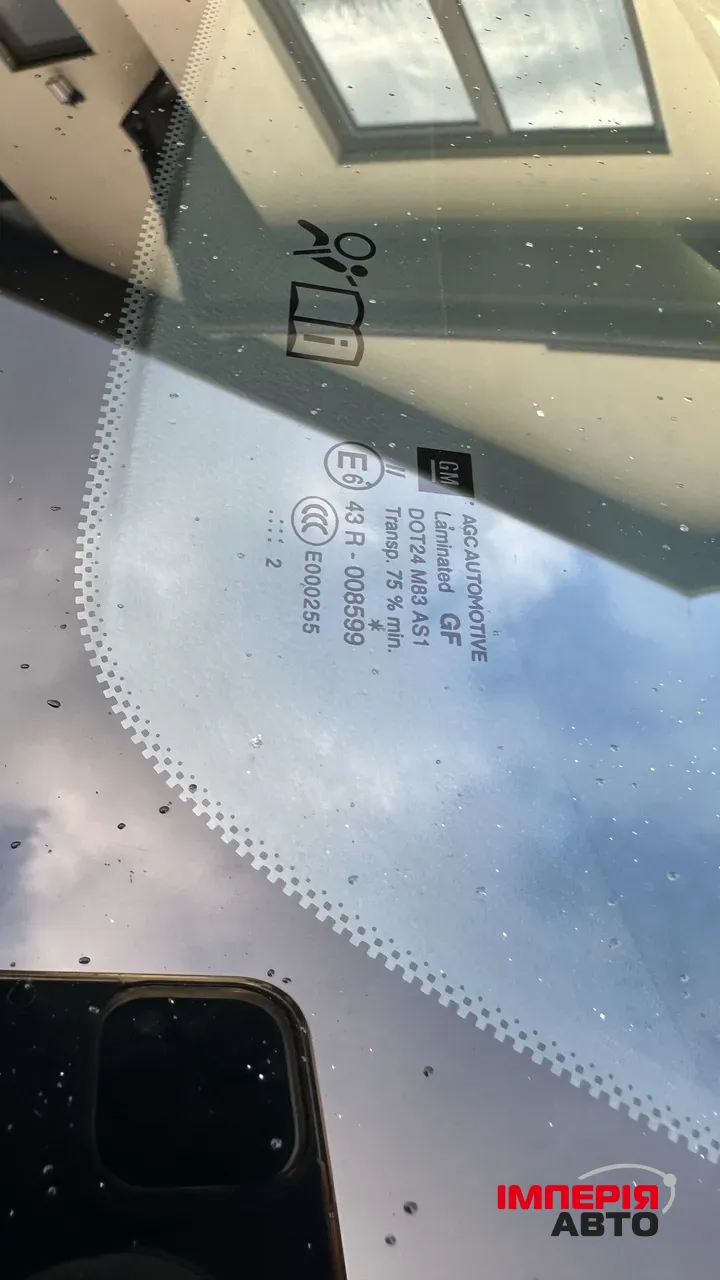 GM
AGC AUTOMOTIVE
Laminated GF
DOT24 M83 AS1
Transp. 75 % min.
II
E6 43 R - 008599
CCC E000255
.. :: 2
i
ІМПЕРІЯ
АВТО